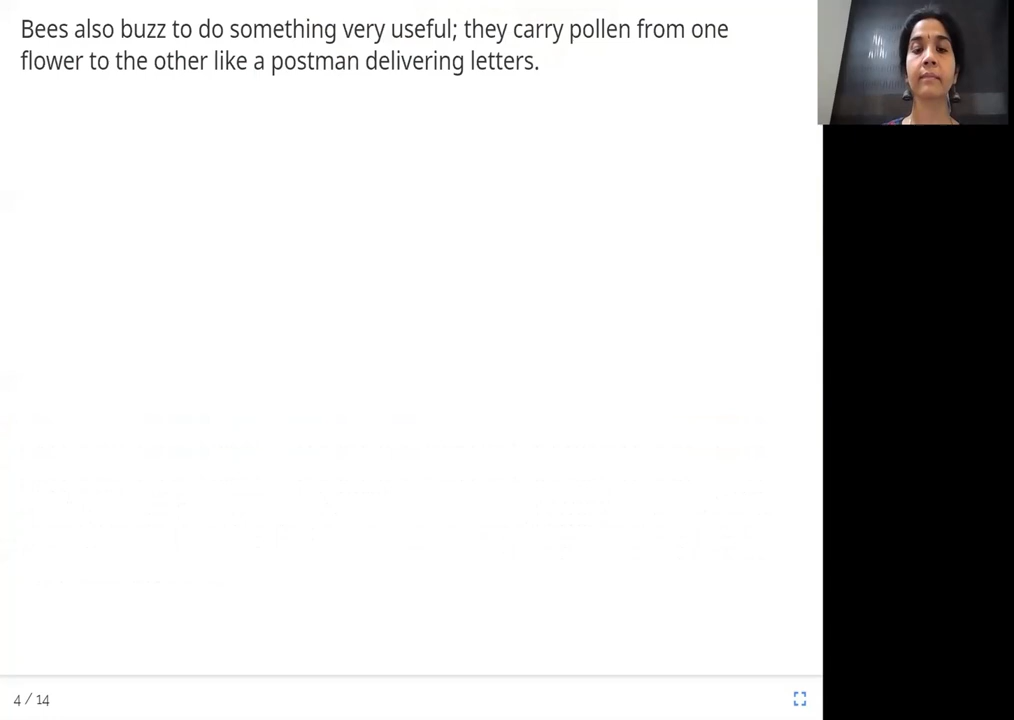 Bees also buzz to do something very useful; they carry pollen from one
flower to the other like a postman delivering letters.
4 / 14